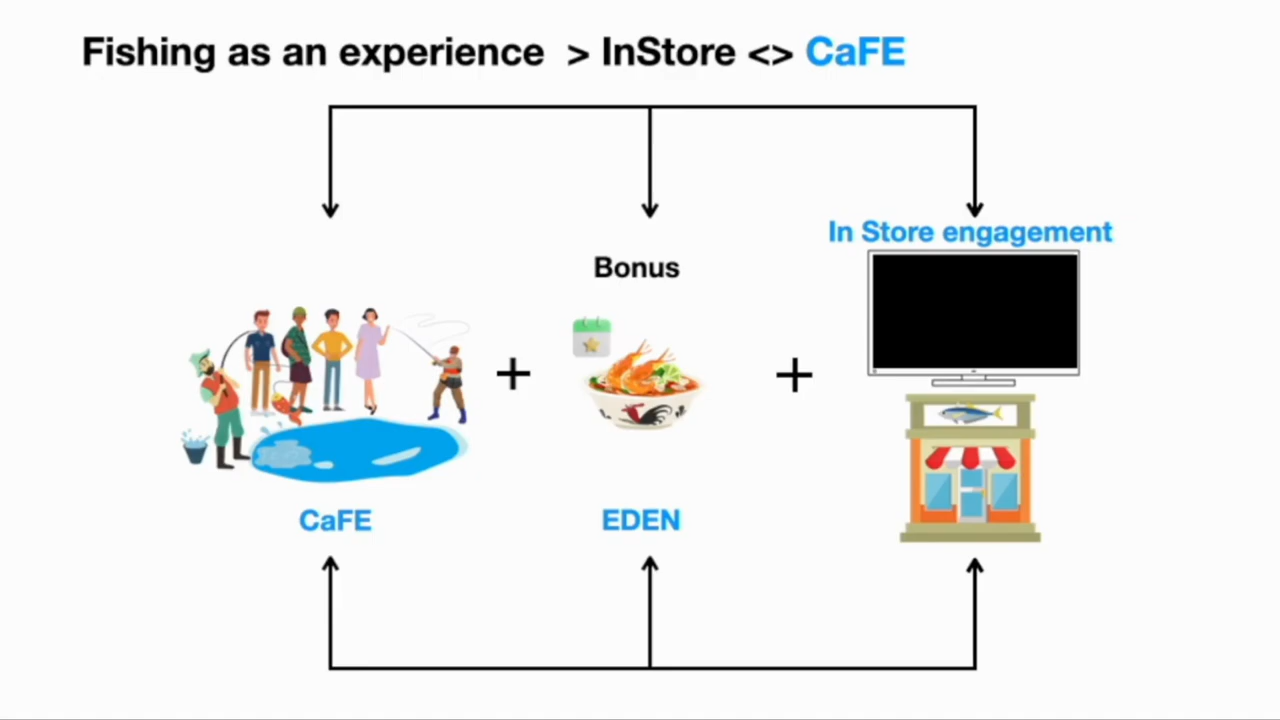 Fishing as an experience > InStore <> CaFE
In Store engagement
Bonus
+
+
CaFE
EDEN